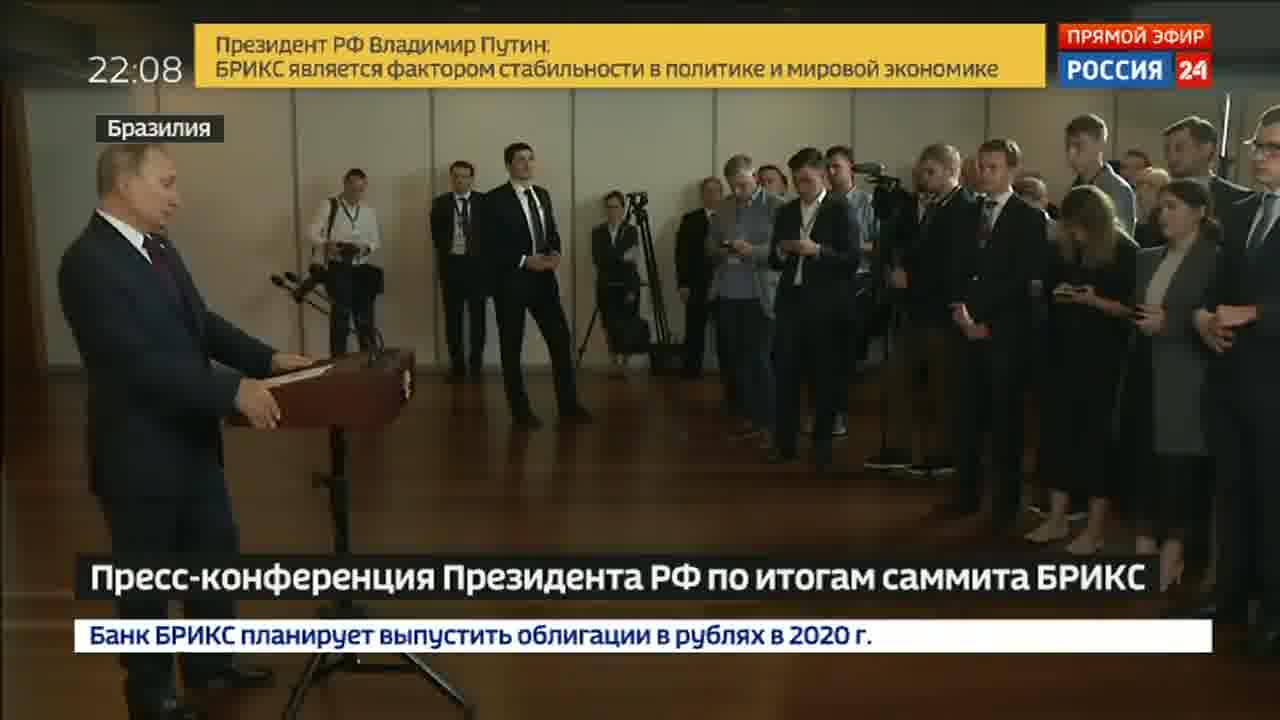 22:08
Президент РФ Владимир Путин:
БРИКС является фактором стабильности в политике и мировой экономике
ПРЯМОЙ ЭФИР
РОССИЯ 24
Бразилия
Пресс-конференция Президента РФ по итогам саммита БРИКС
Банк БРИКС планирует выпустить облигации в рублях в 2020 г.